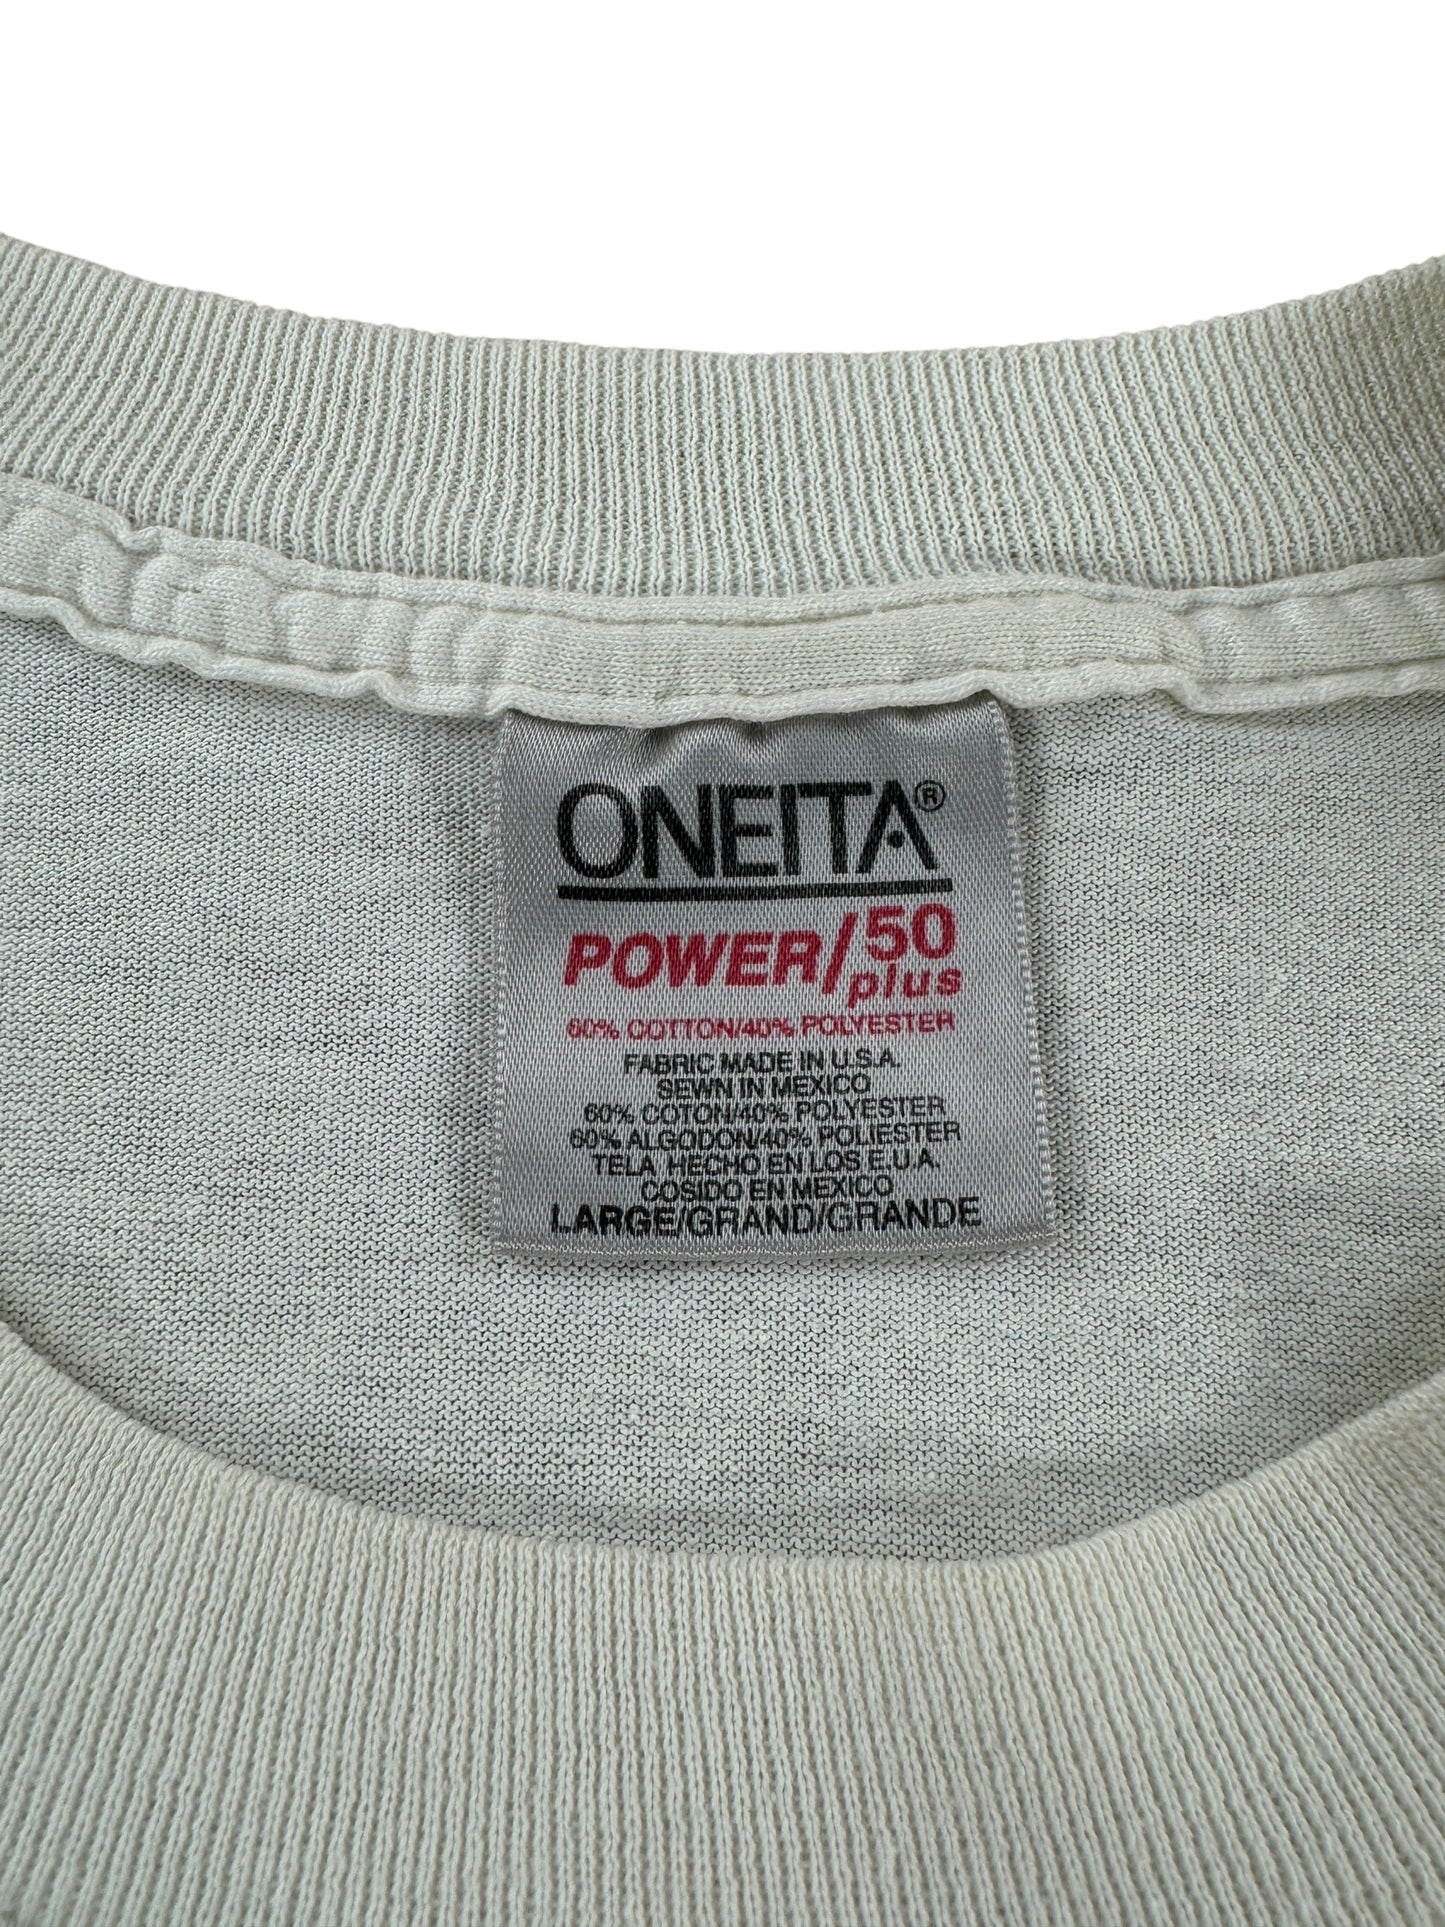 ONEITA®
POWER/50 plus
60% COTTON/40% POLYESTER
FABRIC MADE IN U.S.A.
SEWN IN MEXICO
60% COTON/40% POLYESTER
60% ALGODON/40% POLIESTER
TELA HECHO EN LOS E.U.A.
COSIDO EN MEXICO
LARGE/GRAND/GRANDE